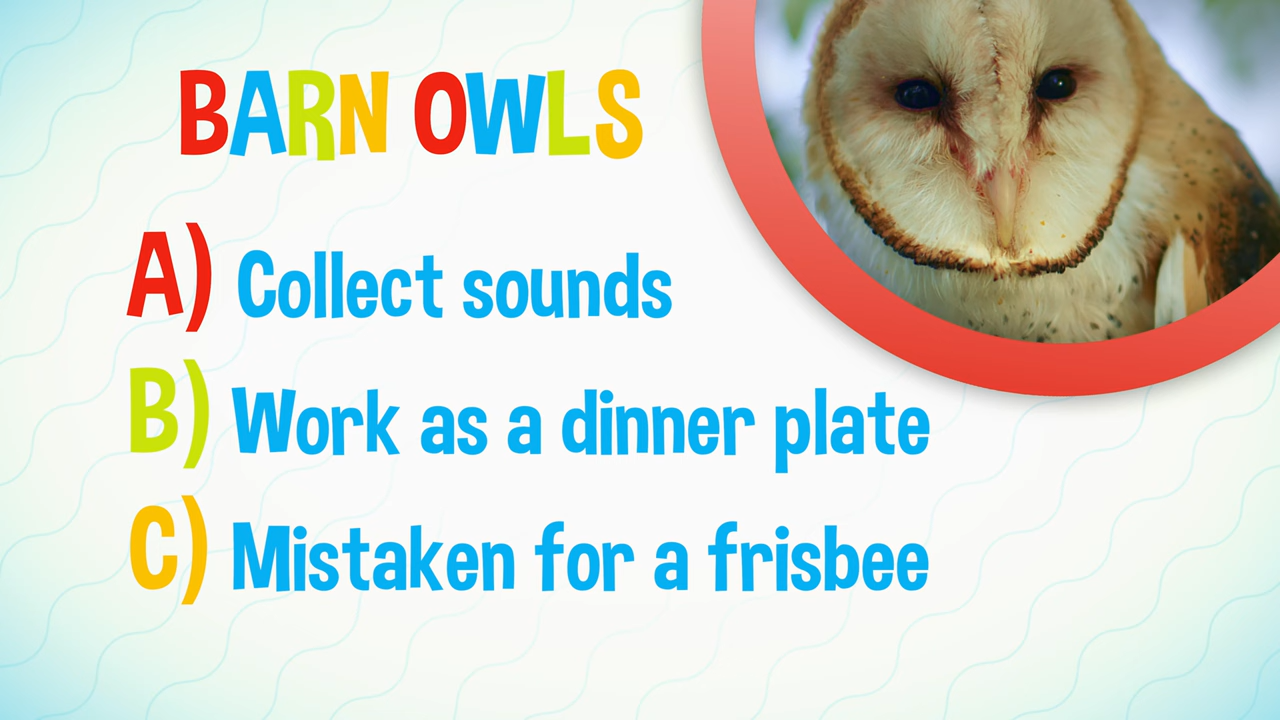 BARN OWLS
A) Collect sounds
B) Work as a dinner plate
C) Mistaken for a frisbee